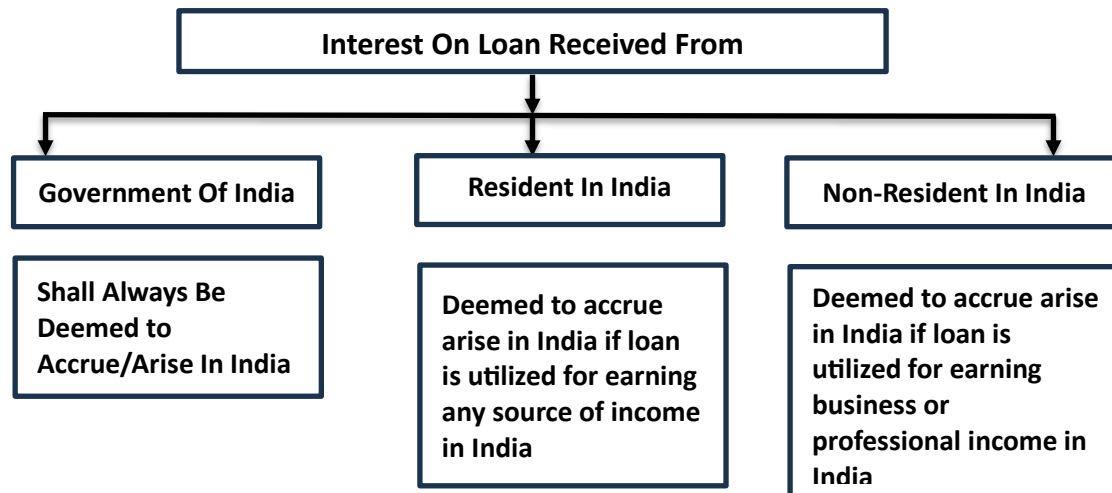 Interest On Loan Received From
Government Of India
Resident In India
Non-Resident In India
Shall Always Be
Deemed to
Accrue/Arise In India
Deemed to accrue
arise in India if loan
is utilized for earning
any source of income
in India
Deemed to accrue arise
in India if loan is
utilized for earning
business or
professional income in
India